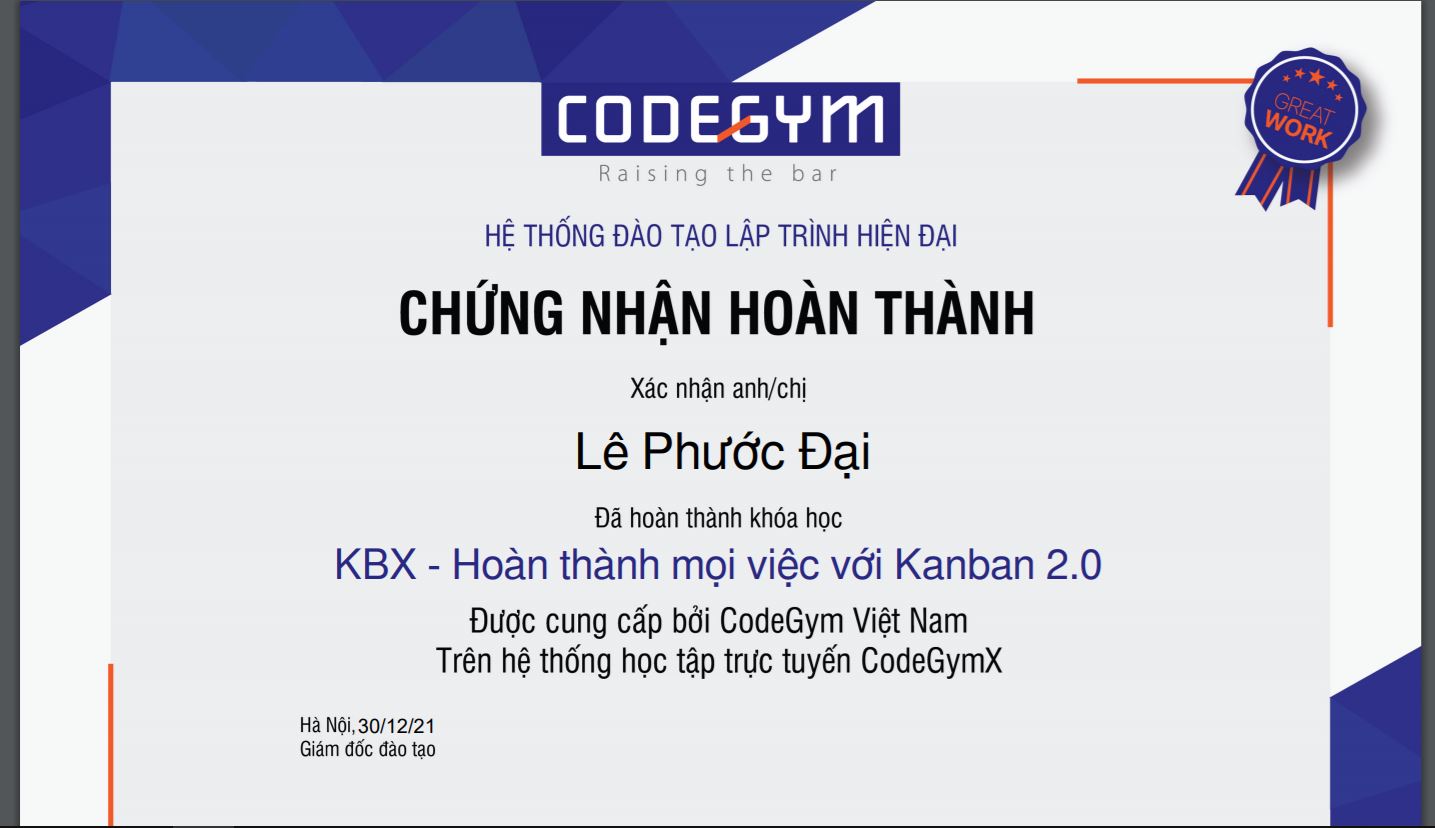 CODEGYM
Raising the bar
GREAT
WORK
HỆ THỐNG ĐÀO TẠO LẬP TRÌNH HIỆN ĐẠI
CHỨNG NHẬN HOÀN THÀNH
Xác nhận anh/chị
Lê Phước Đại
Đã hoàn thành khóa học
KBX - Hoàn thành mọi việc với Kanban 2.0
Được cung cấp bởi CodeGym Việt Nam
Trên hệ thống học tập trực tuyến CodeGymX
Hà Nội, 30/12/21
Giám đốc đào tạo